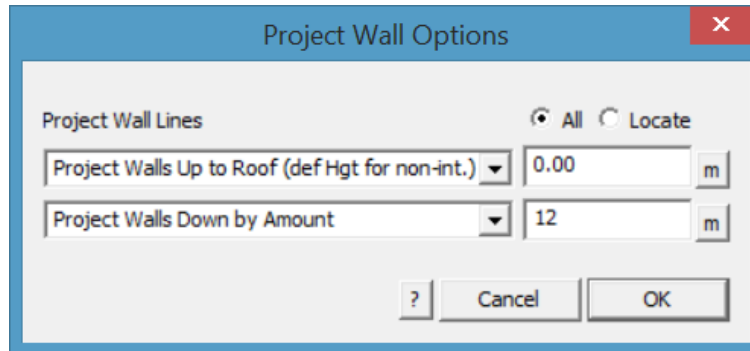 Project Wall Options
x
Project Wall Lines All Locate
Project Walls Up to Roof (def Hgt for non-int.) 0.00 m
Project Walls Down by Amount 12 m
? Cancel OK